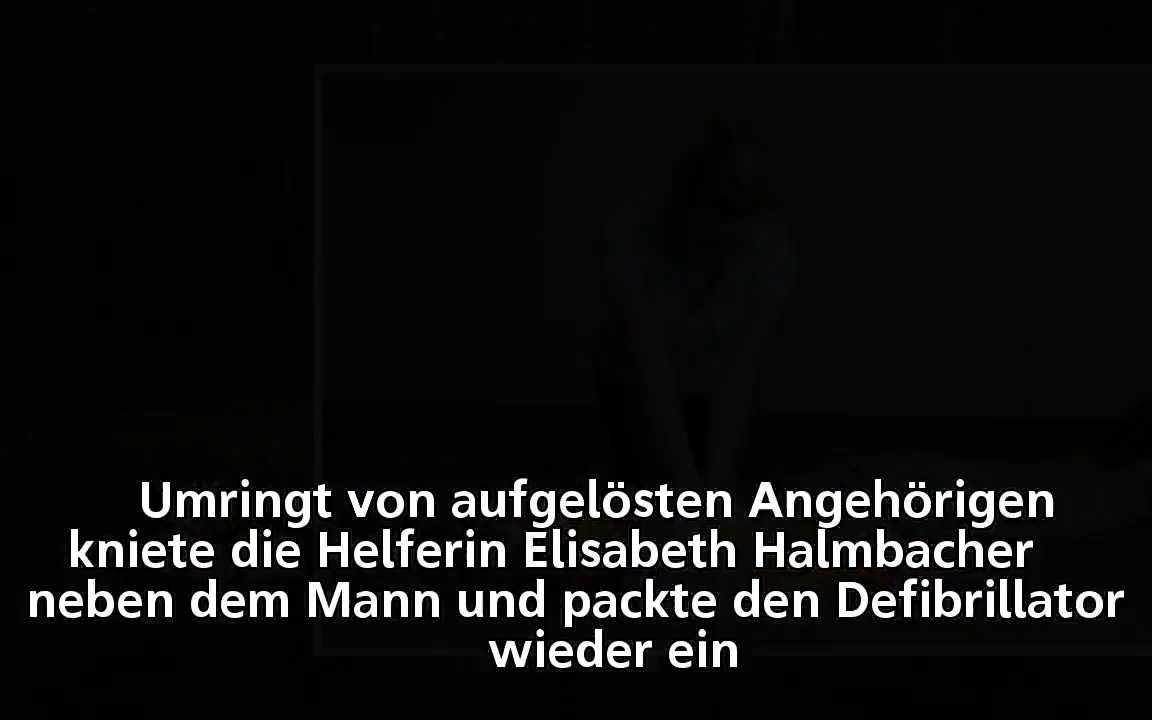 Umringt von aufgelösten Angehörigen
kniete die Helferin Elisabeth Halmbacher
neben dem Mann und packte den Defibrillator
wieder ein